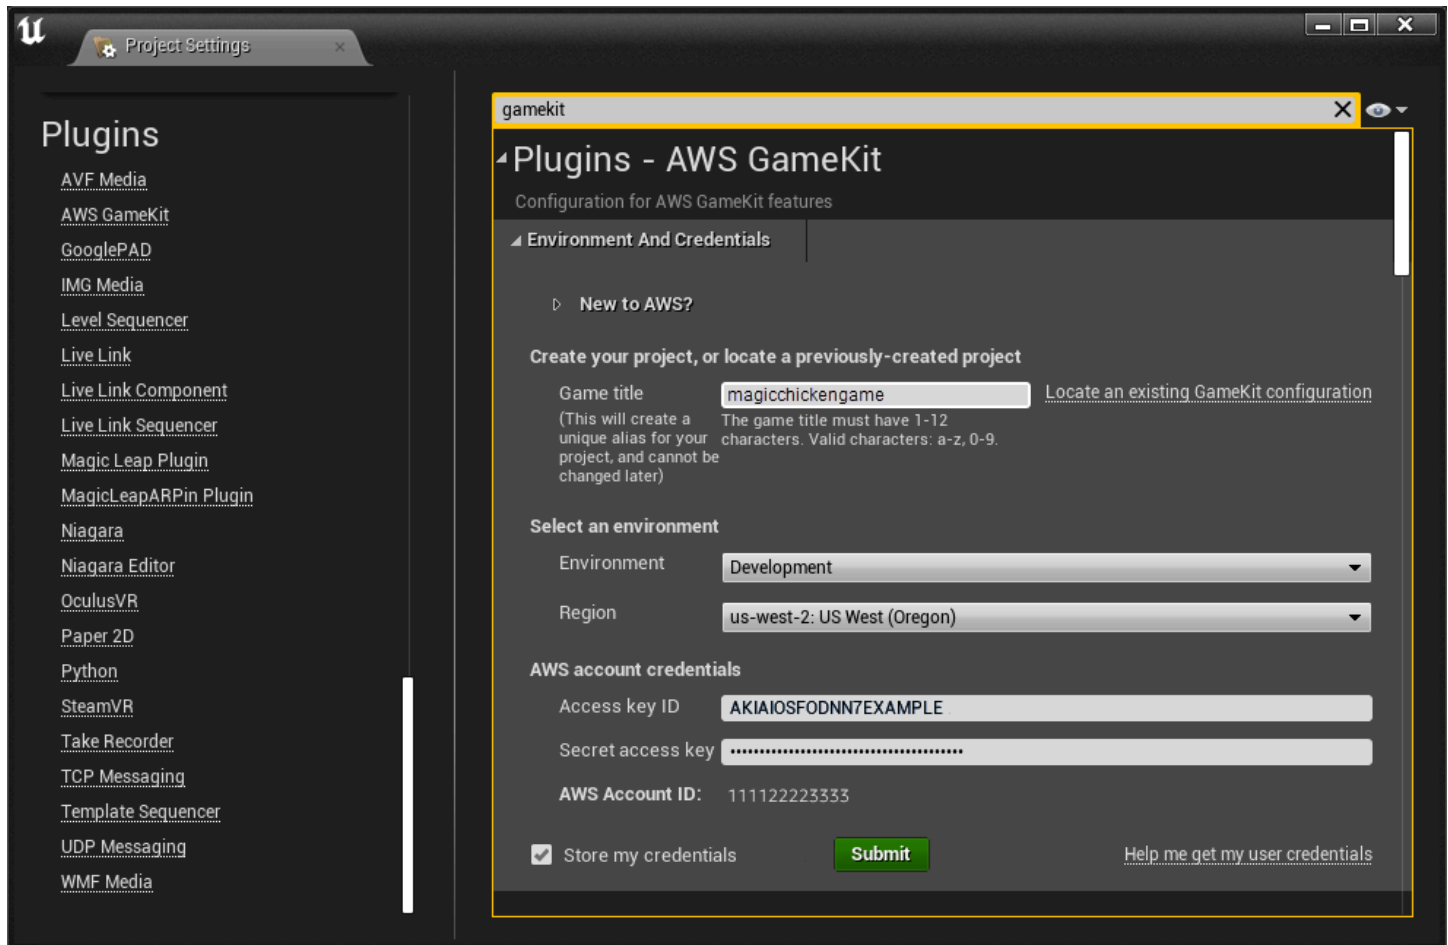 Project Settings
Plugins
AVF Media
AWS GameKit
GooglePAD
IMG Media
Level Sequencer
Live Link
Live Link Component
Live Link Sequencer
Magic Leap Plugin
MagicLeapARPin Plugin
Niagara
Niagara Editor
OculusVR
Paper 2D
Python
SteamVR
Take Recorder
TCP Messaging
Template Sequencer
UDP Messaging
WMF Media
gamekit
Plugins - AWS GameKit
Configuration for AWS GameKit features
Environment And Credentials
New to AWS?
Create your project, or locate a previously-created project
Game title
magicchickengame
Locate an existing GameKit configuration
(This will create a
unique alias for your
project, and cannot be
changed later)
The game title must have 1-12
characters. Valid characters: a-z, 0-9.
Select an environment
Environment
Development
Region
us-west-2: US West (Oregon)
AWS account credentials
Access key ID
AKIAIOSFODNN7EXAMPLE
Secret access key
••••••••••••••••••••••••••••••••••••••••
AWS Account ID:
111122223333
Store my credentials
Submit
Help me get my user credentials